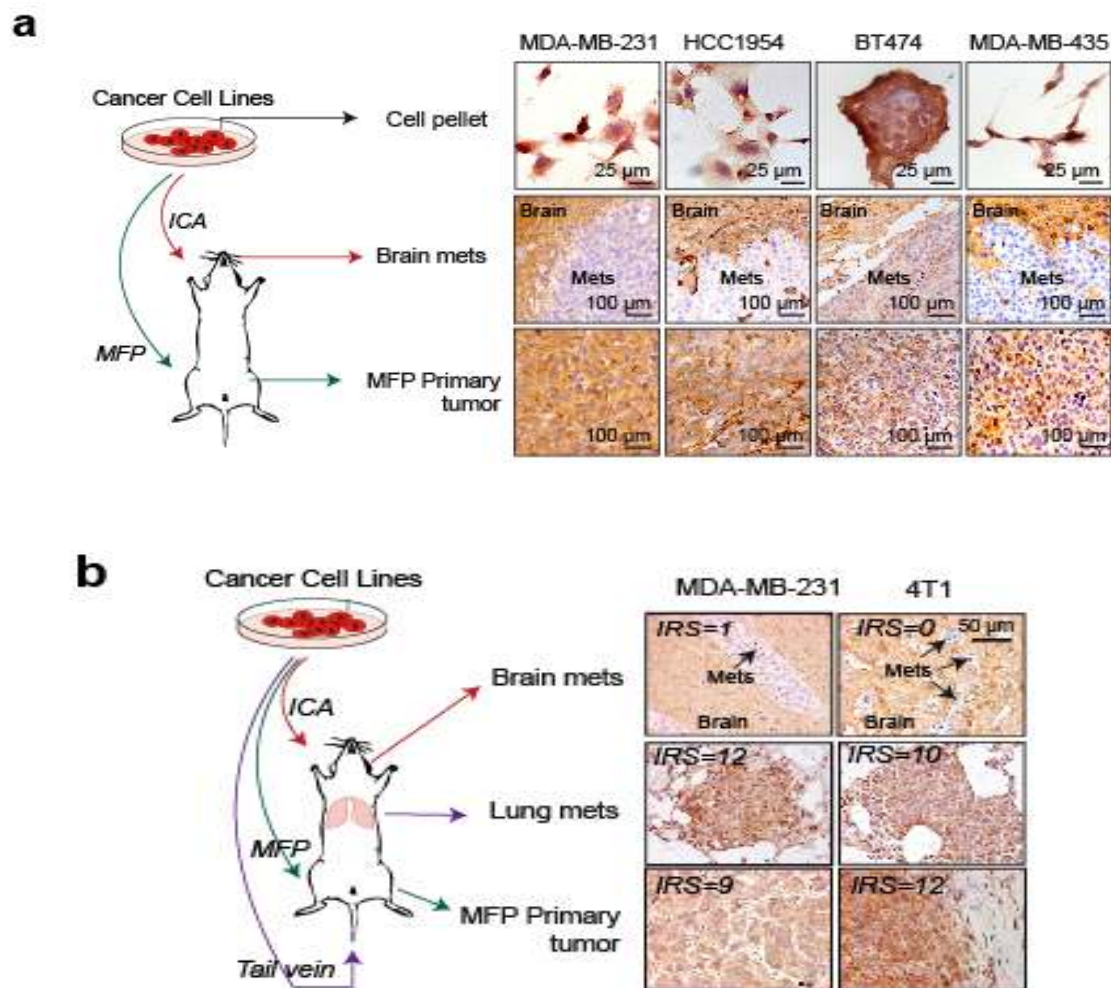 a
MDA-MB-231 HCC1954 BT474 MDA-MB-435
Cancer Cell Lines
Cell pellet
25 µm 25 µm 25 µm 25 µm
ICA
Brain Brain Brain Brain
Brain mets
Mets Mets Mets Mets
100 µm 100 µm 100 µm 100 µm
MFP
MFP Primary
tumor
100 µm 100 µm 100 µm 100 µm
b
Cancer Cell Lines
MDA-MB-231 4T1
IRS=1 IRS=0 50 µm
Mets Mets
Brain mets
ICA
Brain Brain
IRS=12 IRS=10
Lung mets
MFP
IRS=9 IRS=12
MFP Primary
tumor
Tail vein